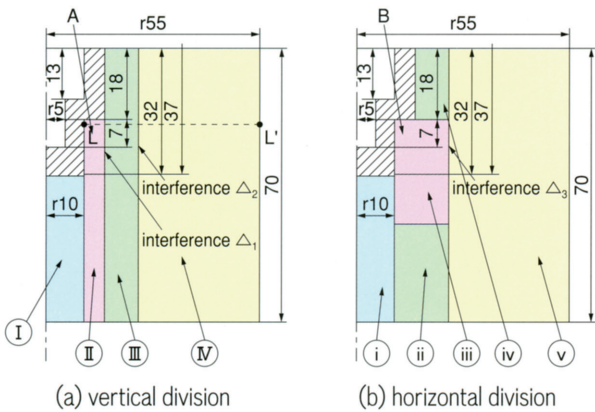 A
r55
13
18
32
37
r5
7
L
L'
70
interference △₂
r10
interference △₁
Ⅰ
Ⅱ
Ⅲ
Ⅳ
(a) vertical division
B
r55
13
18
32
37
r5
7
70
r10
interference △₃
i
ii
iii
iv
v
(b) horizontal division